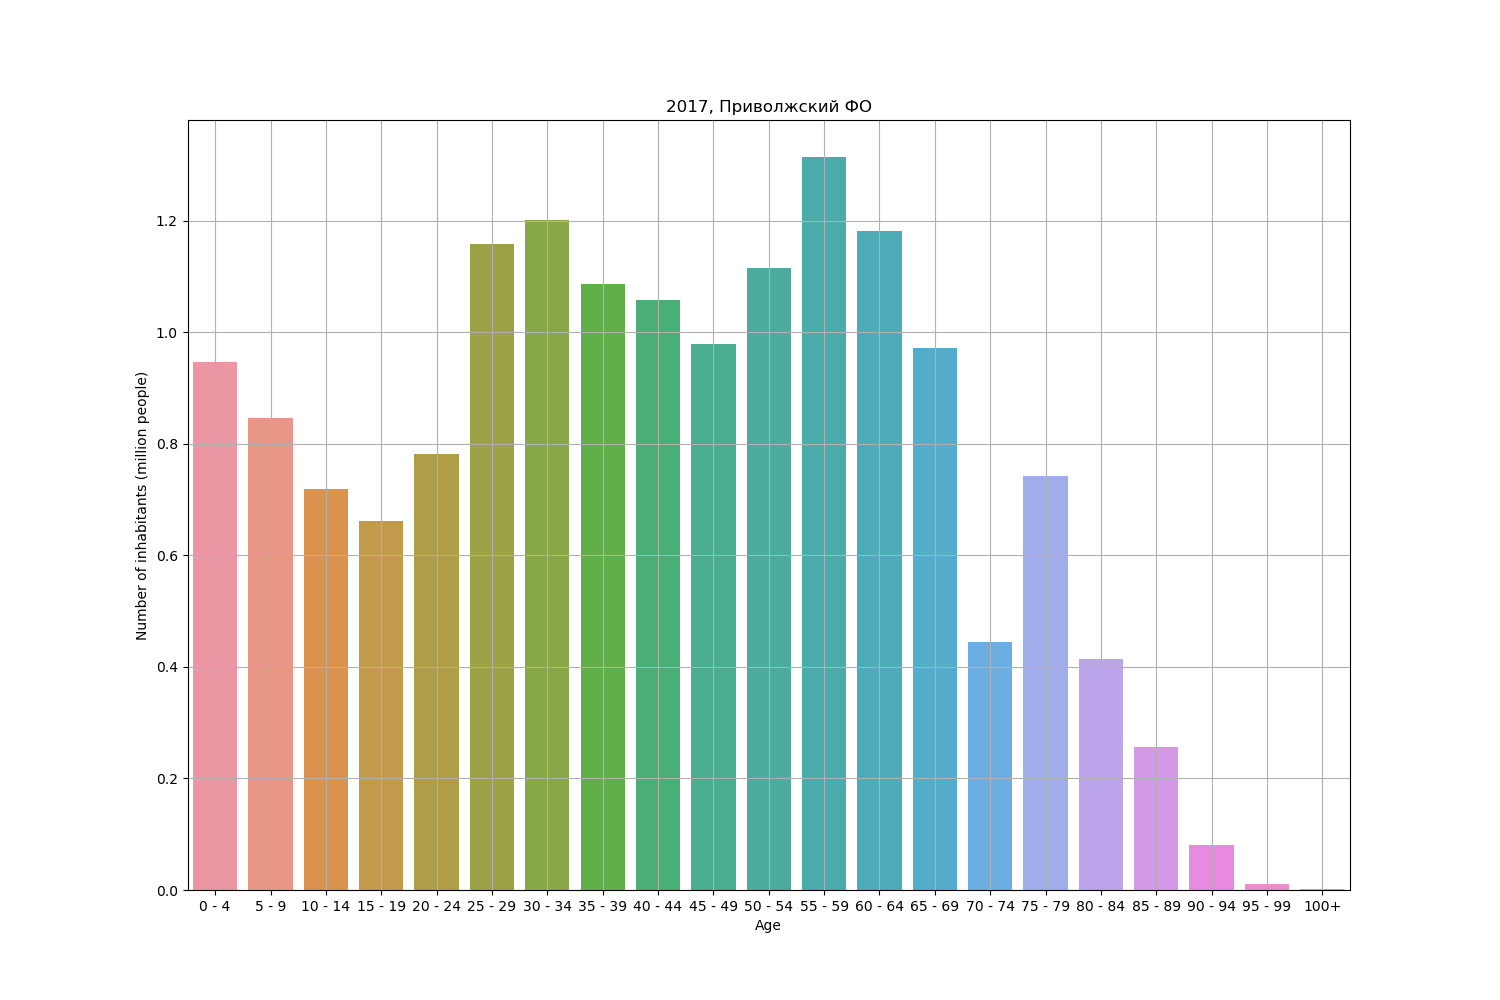 2017, Приволжский ФО
Number of inhabitants (million people)
1.2
1.0
0.8
0.6
0.4
0.2
0.0
0 - 4 5 - 9 10 - 14 15 - 19 20 - 24 25 - 29 30 - 34 35 - 39 40 - 44 45 - 49 50 - 54 55 - 59 60 - 64 65 - 69 70 - 74 75 - 79 80 - 84 85 - 89 90 - 94 95 - 99 100+
Age